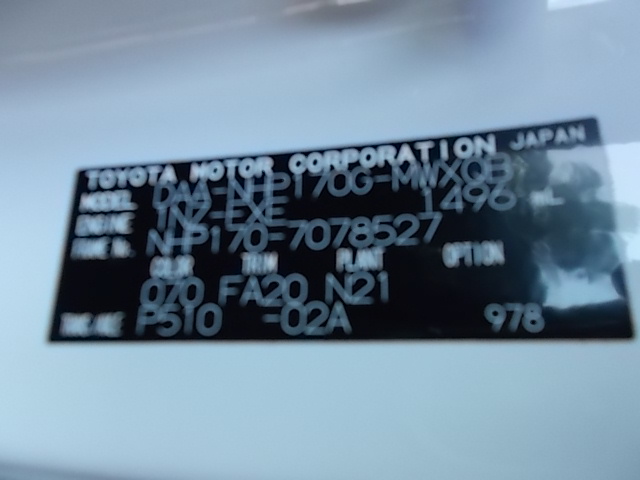 TOYOTA MOTOR CORPORATION JAPAN
MODEL DAA-NHP170G-MWXQB
ENGINE 1NZ-FXE 1496 mL
FRAME No. NHP170-7078527
COLOR TRIM PLANT OPTION
070 FA20 N21
TRANS./AXLE P510 -02A 978